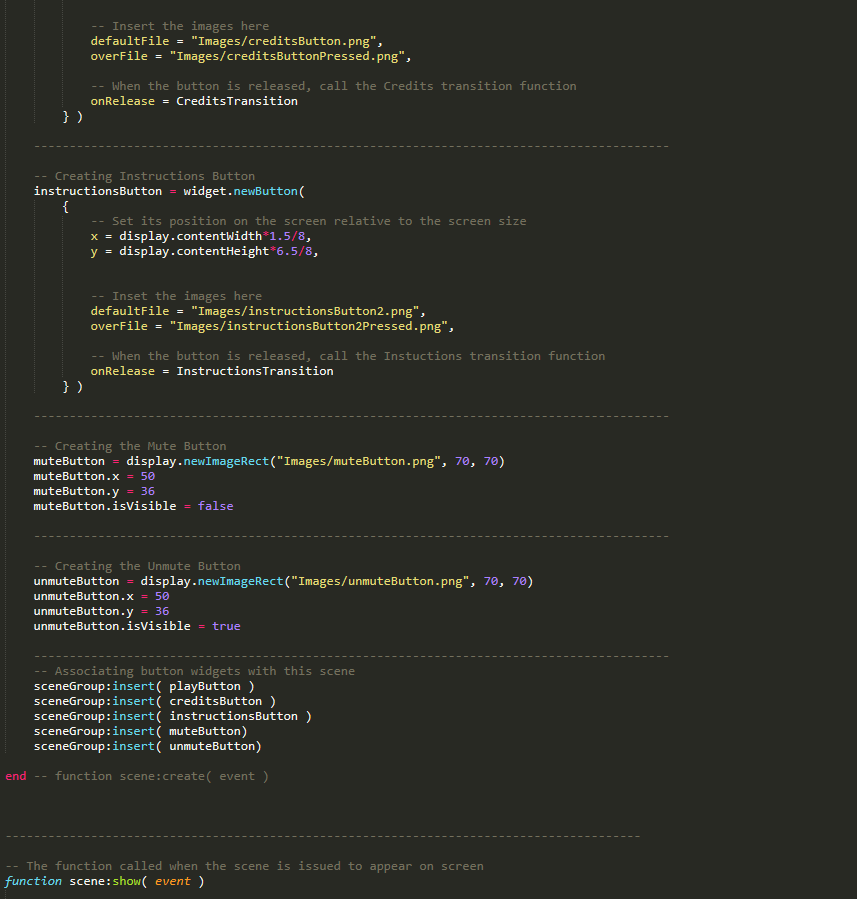 -- Insert the images here
defaultFile = "Images/creditsButton.png",
overFile = "Images/creditsButtonPressed.png",
-- When the button is released, call the Credits transition function
onRelease = CreditsTransition
} )
-----------------------------------------------------------------------------------------
-- Creating Instructions Button
instructionsButton = widget.newButton(
{
-- Set its position on the screen relative to the screen size
x = display.contentWidth*1.5/8,
y = display.contentHeight*6.5/8,
-- Inset the images here
defaultFile = "Images/instructionsButton2.png",
overFile = "Images/instructionsButton2Pressed.png",
-- When the button is released, call the Instuctions transition function
onRelease = InstructionsTransition
} )
-----------------------------------------------------------------------------------------
-- Creating the Mute Button
muteButton = display.newImageRect("Images/muteButton.png", 70, 70)
muteButton.x = 50
muteButton.y = 36
muteButton.isVisible = false
-----------------------------------------------------------------------------------------
-- Creating the Unmute Button
unmuteButton = display.newImageRect("Images/unmuteButton.png", 70, 70)
unmuteButton.x = 50
unmuteButton.y = 36
unmuteButton.isVisible = true
-----------------------------------------------------------------------------------------
-- Associating button widgets with this scene
sceneGroup:insert( playButton )
sceneGroup:insert( creditsButton )
sceneGroup:insert( instructionsButton )
sceneGroup:insert( muteButton)
sceneGroup:insert( unmuteButton)
end -- function scene:create( event )
-----------------------------------------------------------------------------------------
-- The function called when the scene is issued to appear on screen
function scene:show( event )